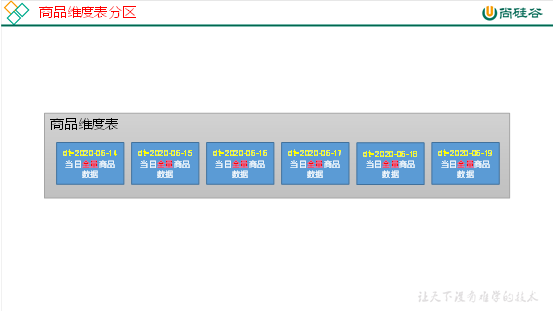 商品维度表分区
尚硅谷
商品维度表
dt=2020-06-14
当日全量商品
数据
dt=2020-06-15
当日全量商品
数据
dt=2020-06-16
当日全量商品
数据
dt=2020-06-17
当日全量商品
数据
dt=2020-06-18
当日全量商品
数据
dt=2020-06-19
当日全量商品
数据
让天下没有难学的技术